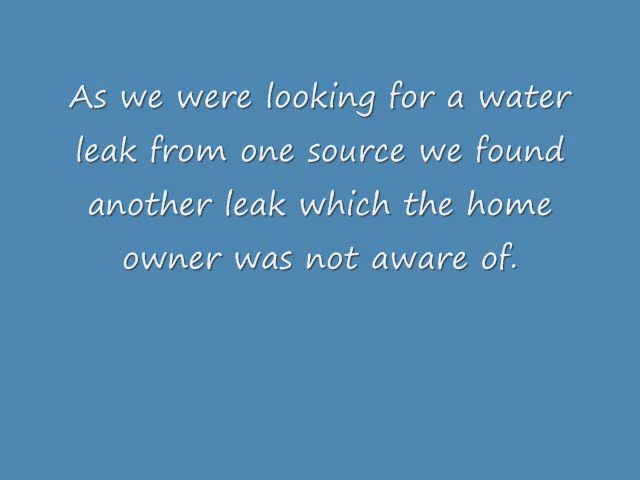 As we were looking for a water
leak from one source we found
another leak which the home
owner was not aware of.